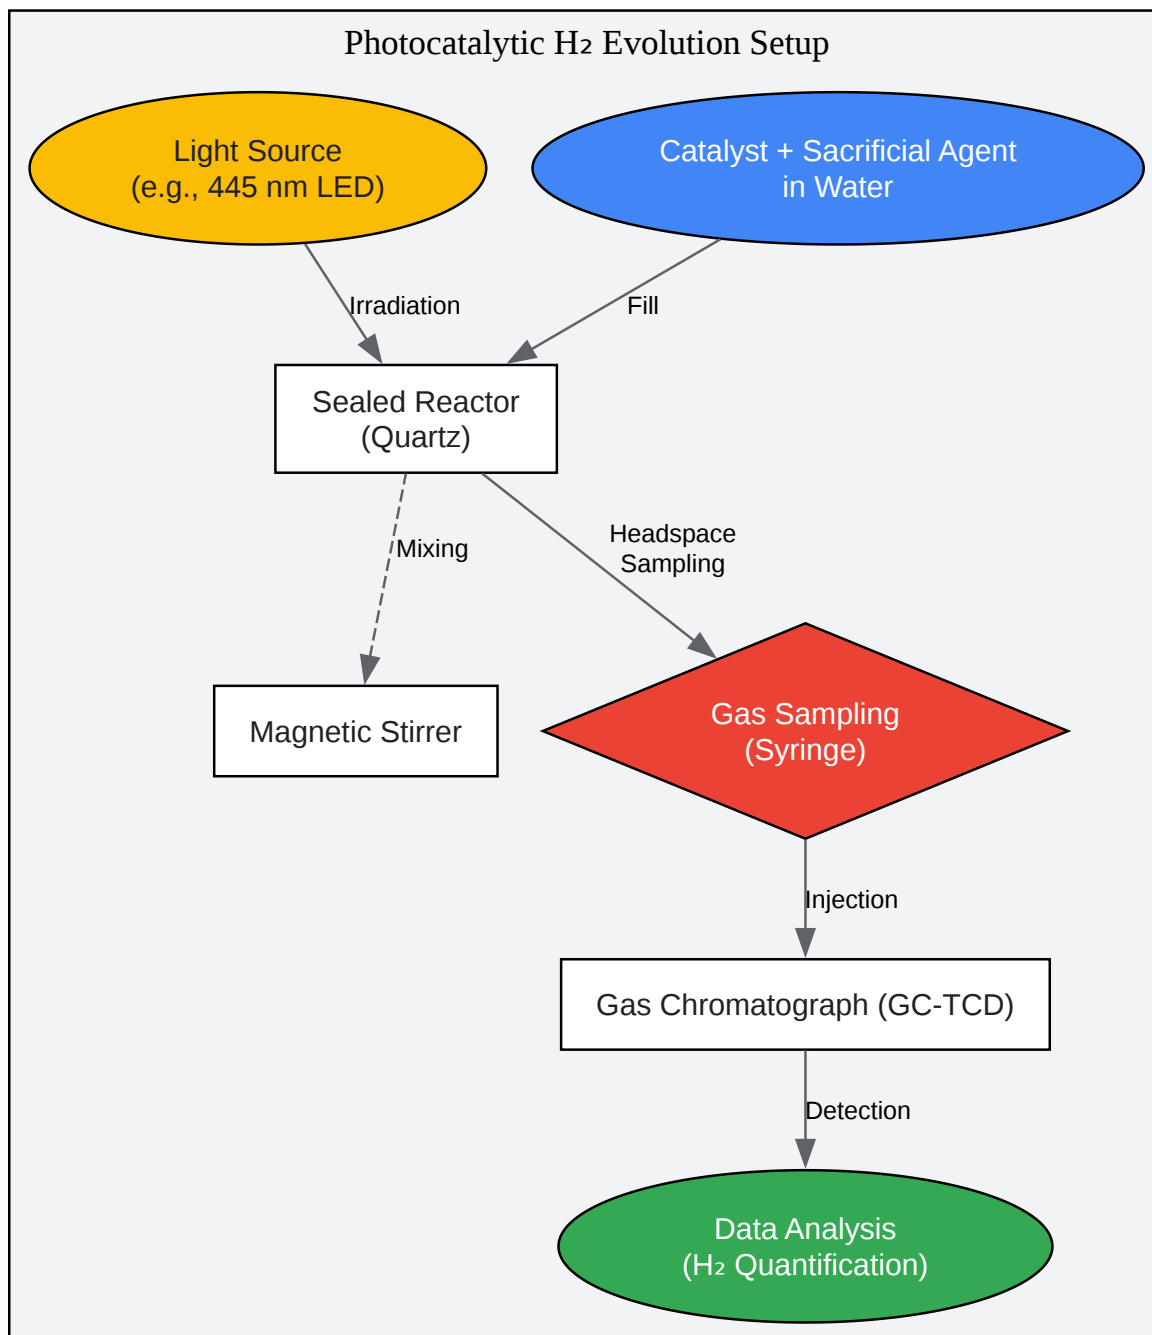 Photocatalytic H₂ Evolution Setup
Light Source
(e.g., 445 nm LED)
Catalyst + Sacrificial Agent
in Water
Irradiation
Fill
Sealed Reactor
(Quartz)
Mixing
Headspace
Sampling
Magnetic Stirrer
Gas Sampling
(Syringe)
Injection
Gas Chromatograph (GC-TCD)
Detection
Data Analysis
(H₂ Quantification)